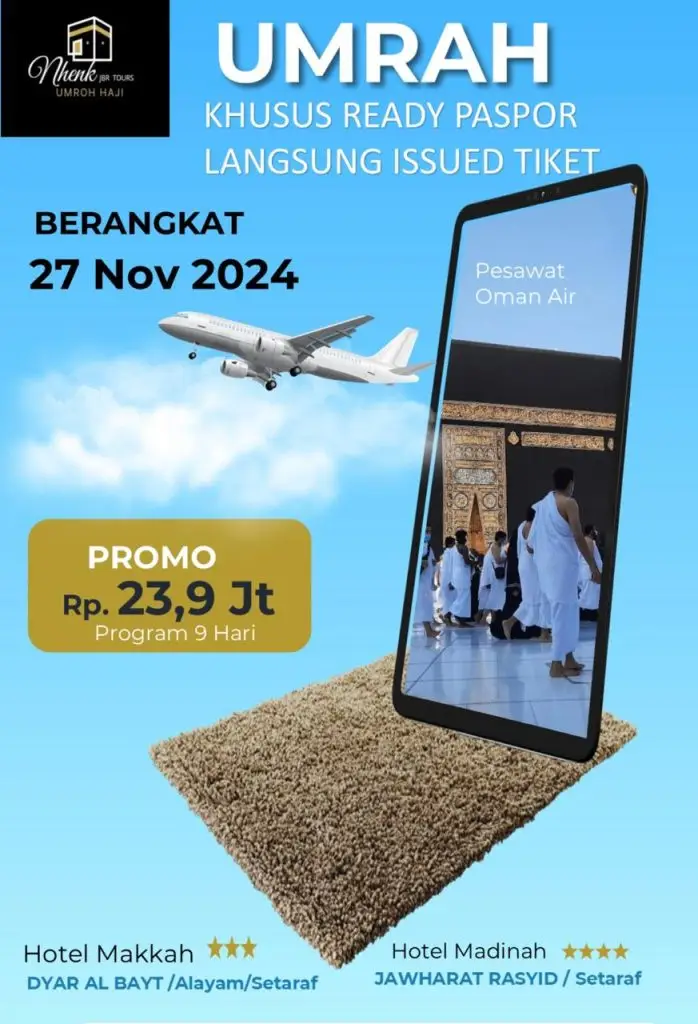 Nhenk JBR TOURS
UMROH HAJI
UMRAH
KHUSUS READY PASPOR
LANGSUNG ISSUED TIKET
BERANGKAT
27 Nov 2024
Pesawat
Oman Air
PROMO
Rp. 23,9 Jt
Program 9 Hari
Hotel Makkah
DYAR AL BAYT /Alayam/Setaraf
Hotel Madinah
JAWHARAT RASYID / Setaraf